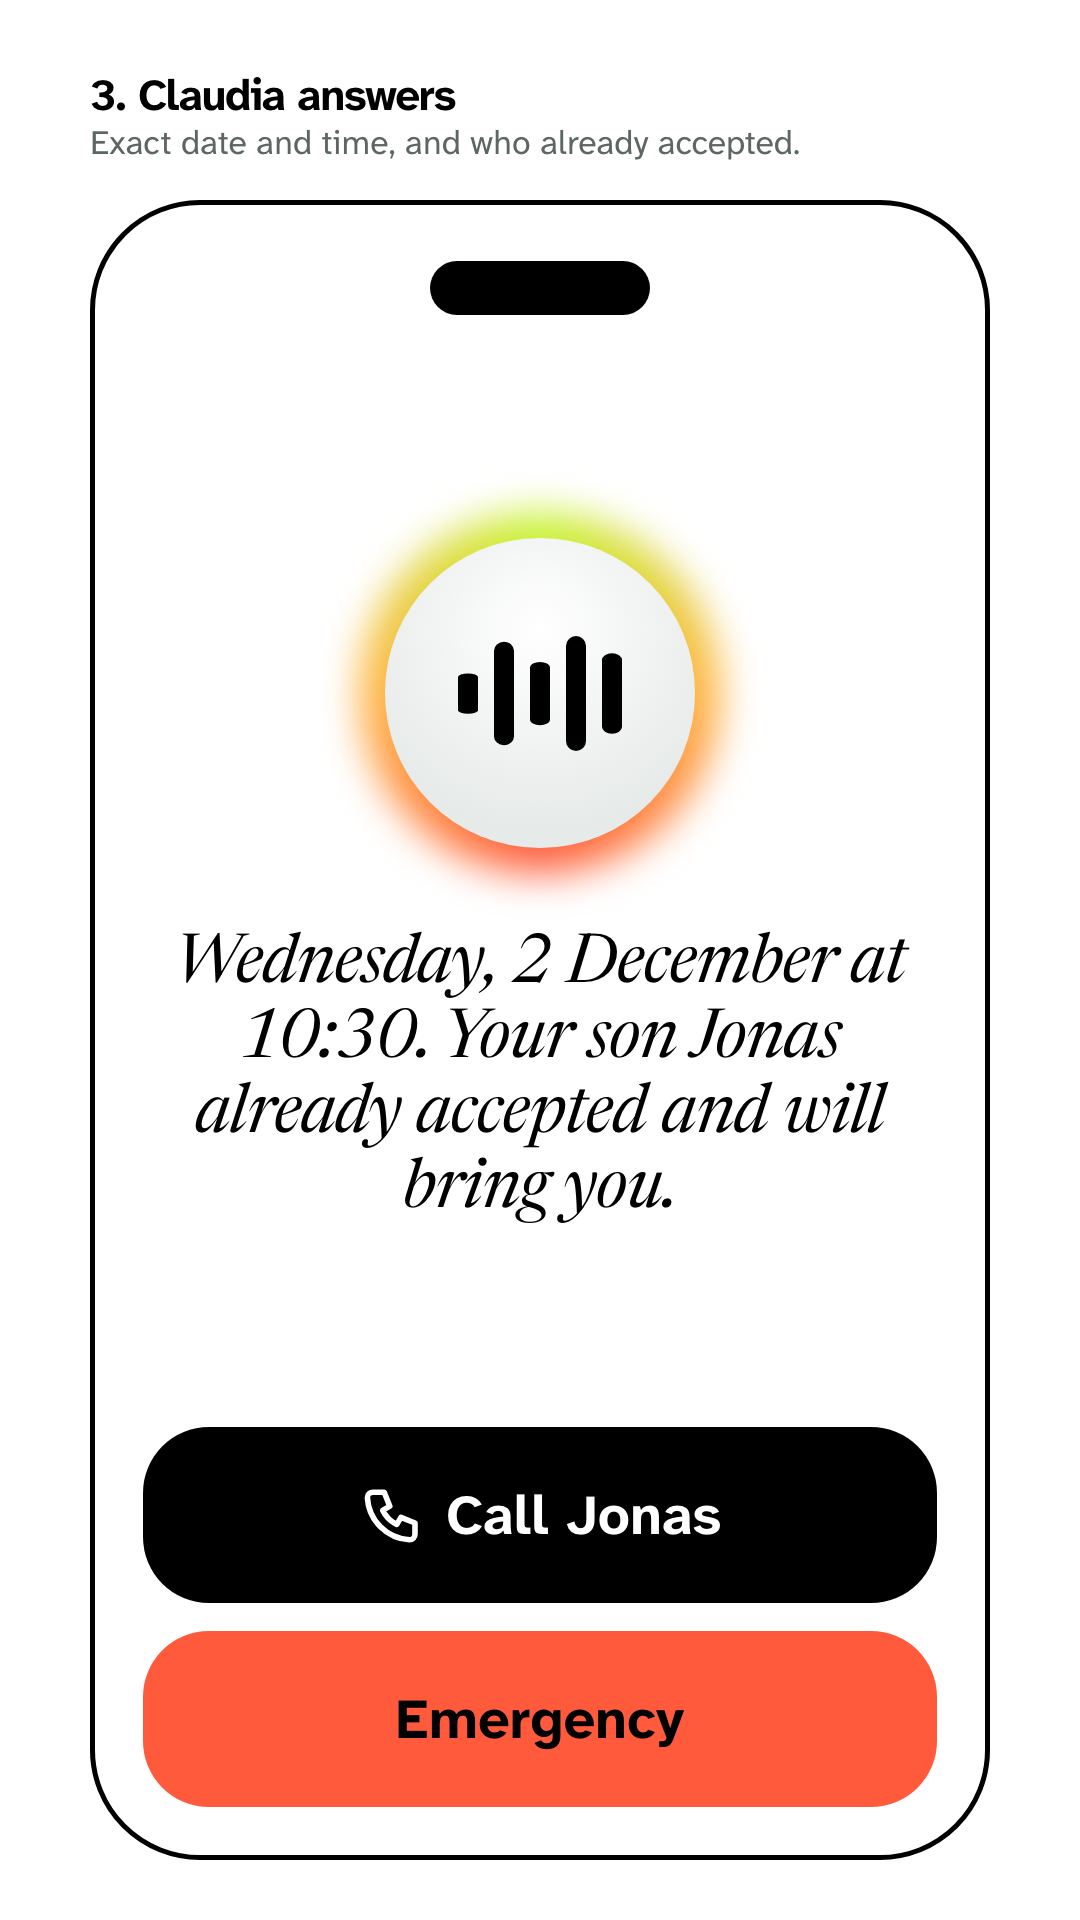 3. Claudia answers
Exact date and time, and who already accepted.
Wednesday, 2 December at
10:30. Your son Jonas
already accepted and will
bring you.
Call Jonas
Emergency